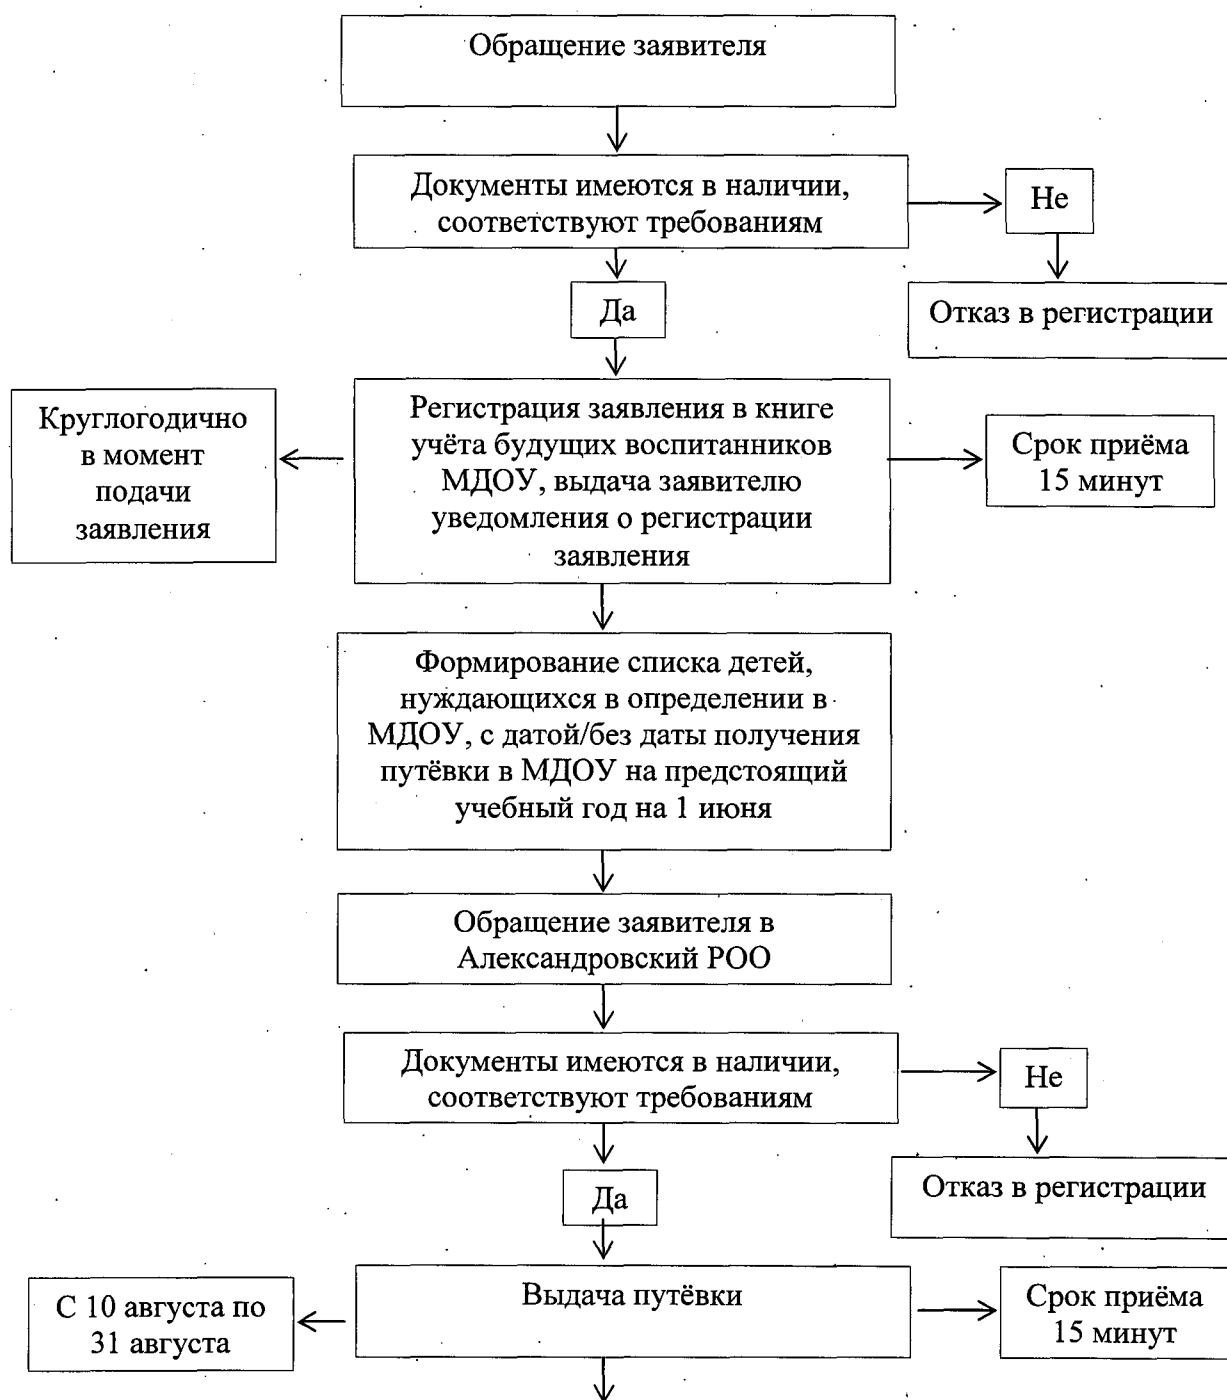 Обращение заявителя
Документы имеются в наличии,
соответствуют требованиям
Не
Да
Отказ в регистрации
Круглогодично
в момент
подачи
заявления
Регистрация заявления в книге
учёта будущих воспитанников
МДОУ, выдача заявителю
уведомления о регистрации
заявления
Срок приёма
15 минут
Формирование списка детей,
нуждающихся в определении в
МДОУ, с датой/без даты получения
путёвки в МДОУ на предстоящий
учебный год на 1 июня
Обращение заявителя в
Александровский РОО
Документы имеются в наличии,
соответствуют требованиям
Не
Да
Отказ в регистрации
С 10 августа по
31 августа
Выдача путёвки
Срок приёма
15 минут